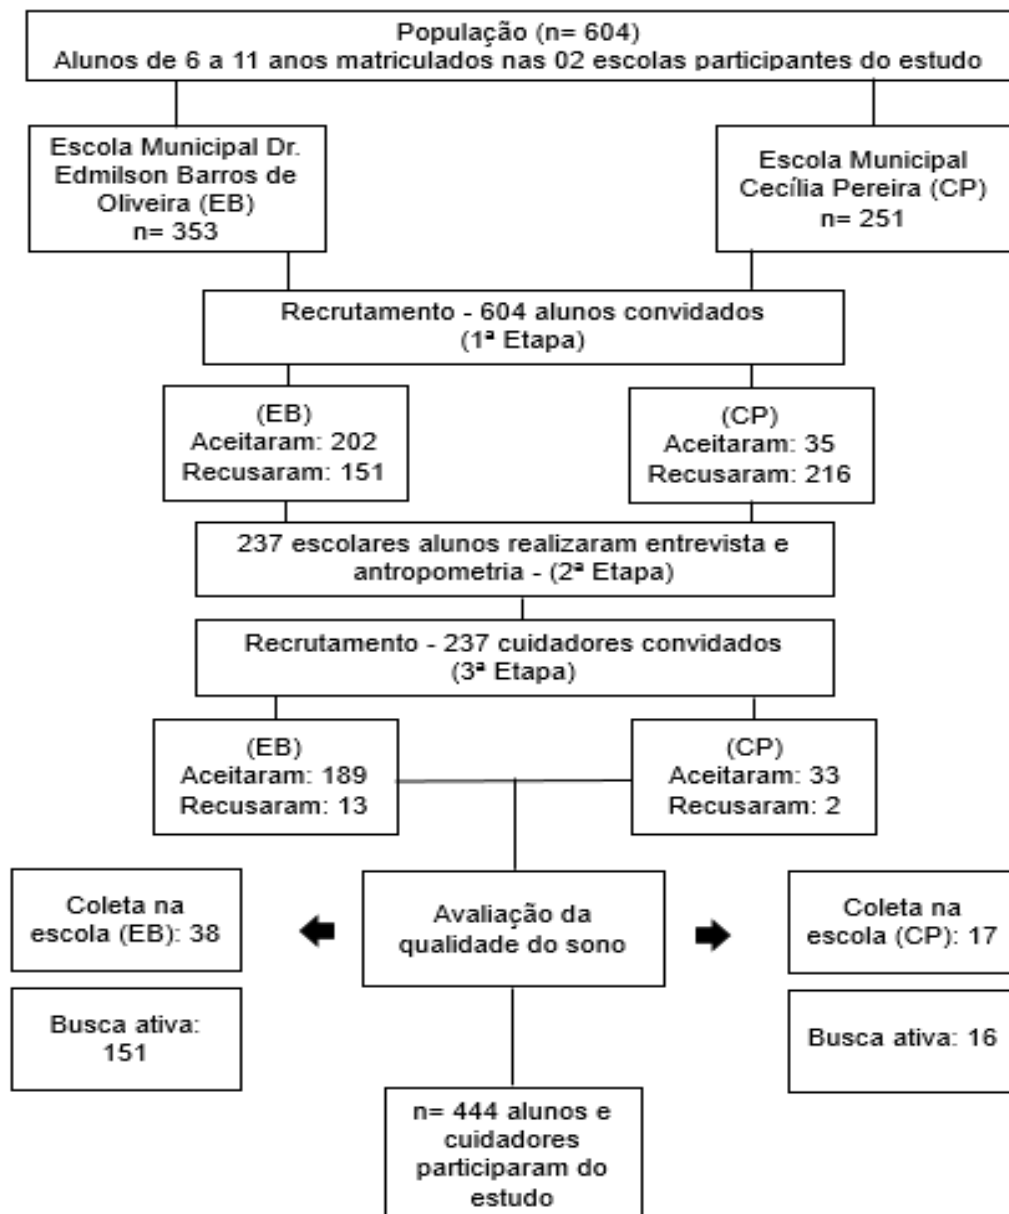 População (n= 604)
Alunos de 6 a 11 anos matriculados nas 02 escolas participantes do estudo
Escola Municipal Dr.
Edmilson Barros de
Oliveira (EB)
n= 353
Escola Municipal
Cecília Pereira (CP)
n= 251
Recrutamento - 604 alunos convidados
(1ª Etapa)
(EB)
Aceitaram: 202
Recusaram: 151
(CP)
Aceitaram: 35
Recusaram: 216
237 escolares alunos realizaram entrevista e
antropometria - (2ª Etapa)
Recrutamento - 237 cuidadores convidados
(3ª Etapa)
(EB)
Aceitaram: 189
Recusaram: 13
(CP)
Aceitaram: 33
Recusaram: 2
Coleta na
escola (EB): 38
Avaliação da
qualidade do sono
Coleta na
escola (CP): 17
Busca ativa:
151
Busca ativa: 16
n= 444 alunos e
cuidadores
participaram do
estudo